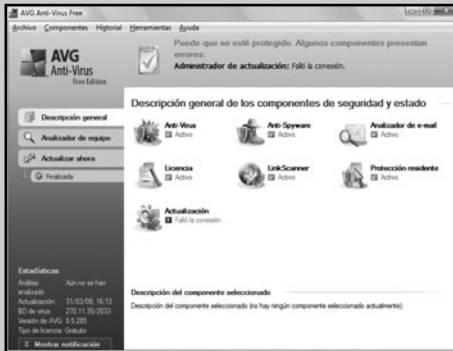 AVG Anti-Virus Free
Archivo Componentes Historial Herramientas Ayuda
AVG
Anti-Virus
Free Edition
Puede que no esté protegido. Algunos componentes presentan
errores:
Administrador de actualización: Falló la conexión.
Descripción general
Analizador de equipo
Actualizar ahora
Finalizada
Descripción general de los componentes de seguridad y estado
Anti-Virus
Activo
Anti-Spyware
Activo
Analizador de e-mail
Activo
Licencia
Activo
LinkScanner
Activo
Protección residente
Activo
Actualización
Falló la conexión.
Estadísticas
Análisis: Aún no se han
analizado
Actualización: 31/03/09, 16:13
BD de virus: 270.11.35/2033
Versión de AVG: 8.5.285
Tipo de licencia: Gratuito
Mostrar notificación
Descripción del componente seleccionado
Descripción del componente seleccionado (no hay ningún componente seleccionado actualmente).